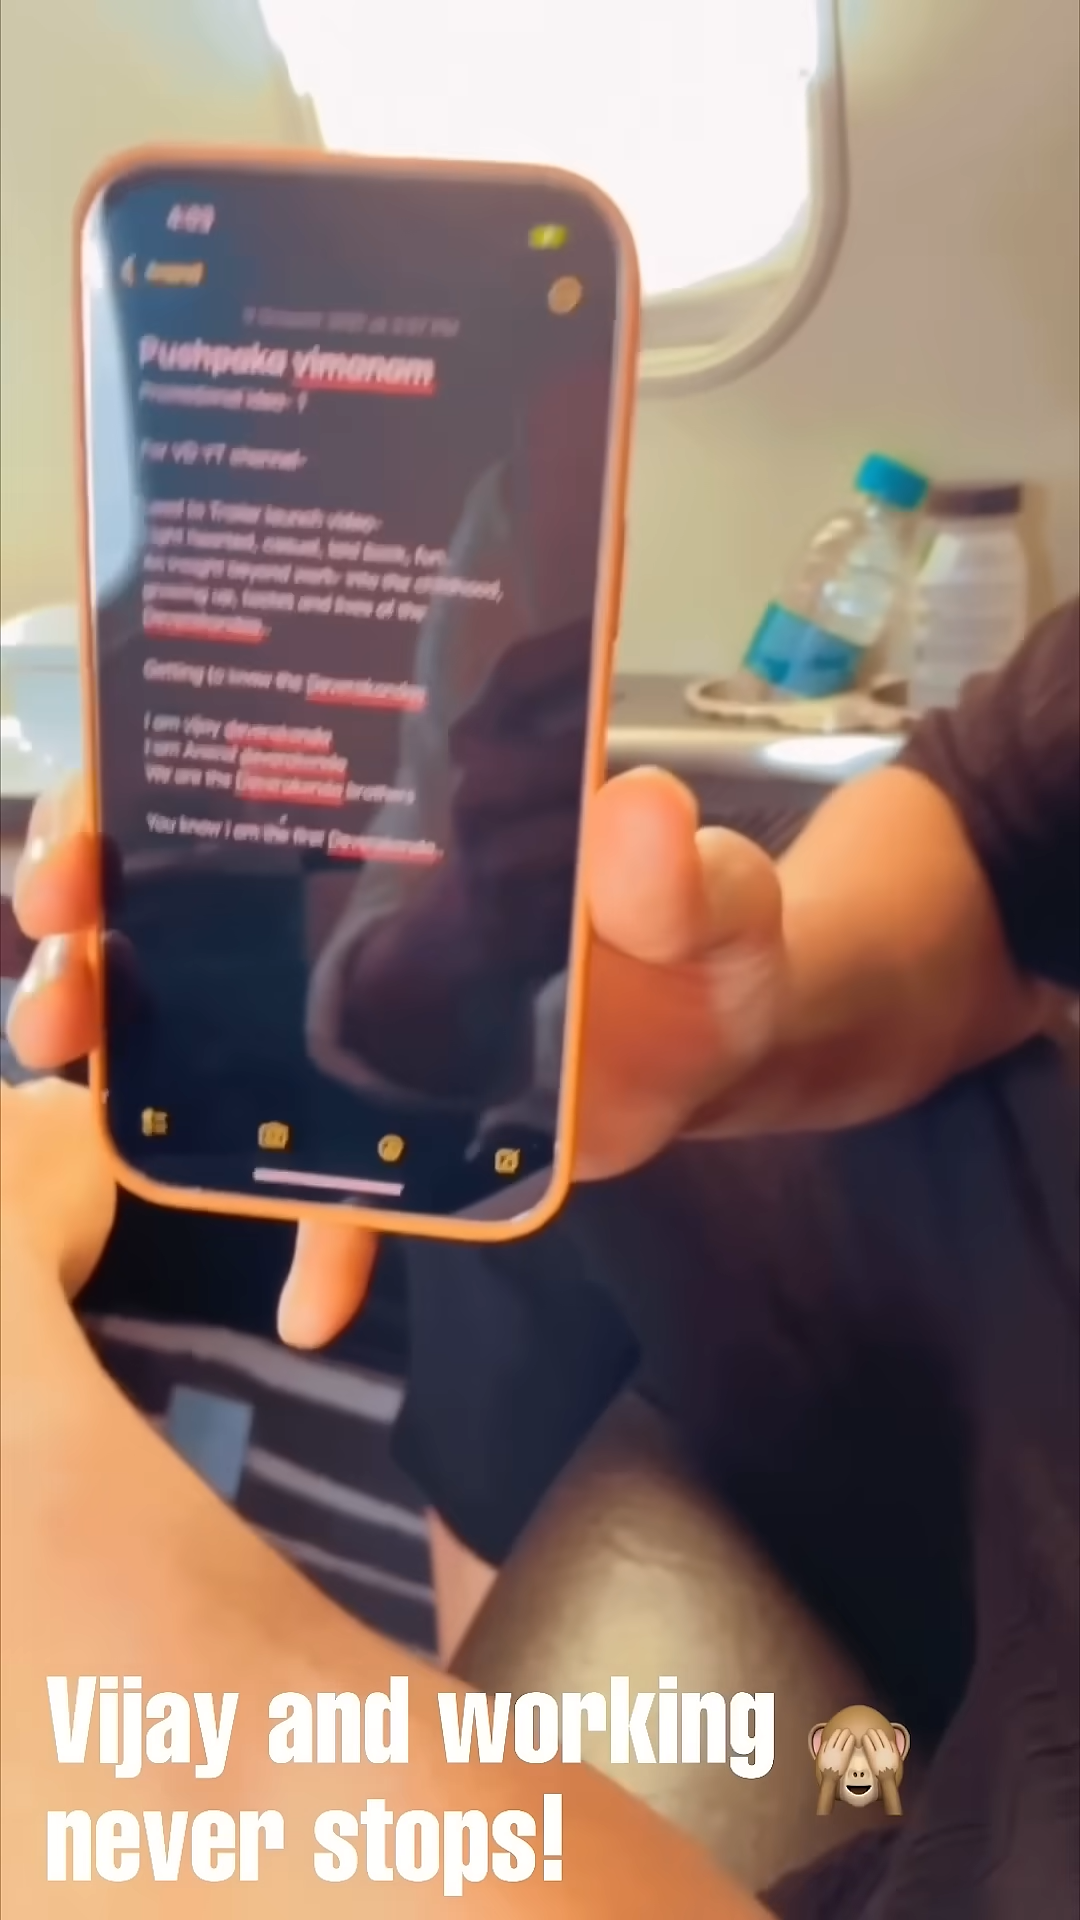 4:09
Anand
Pushpaka vimanam
Promotional idea- 1
For VD YT channel-
Lead to Trailer launch video-
Light hearted, casual, laid back, fun.
An insight beyond work- into the childhood,
growing up, tastes and lives of the
Deverakondas.
Getting to know the Deverakondas
I am vijay deverakonda
I am Anand deverakonda
We are the Deverakonda brothers
You know I am the first Deverakonda..
Vijay and working 🙈
never stops!